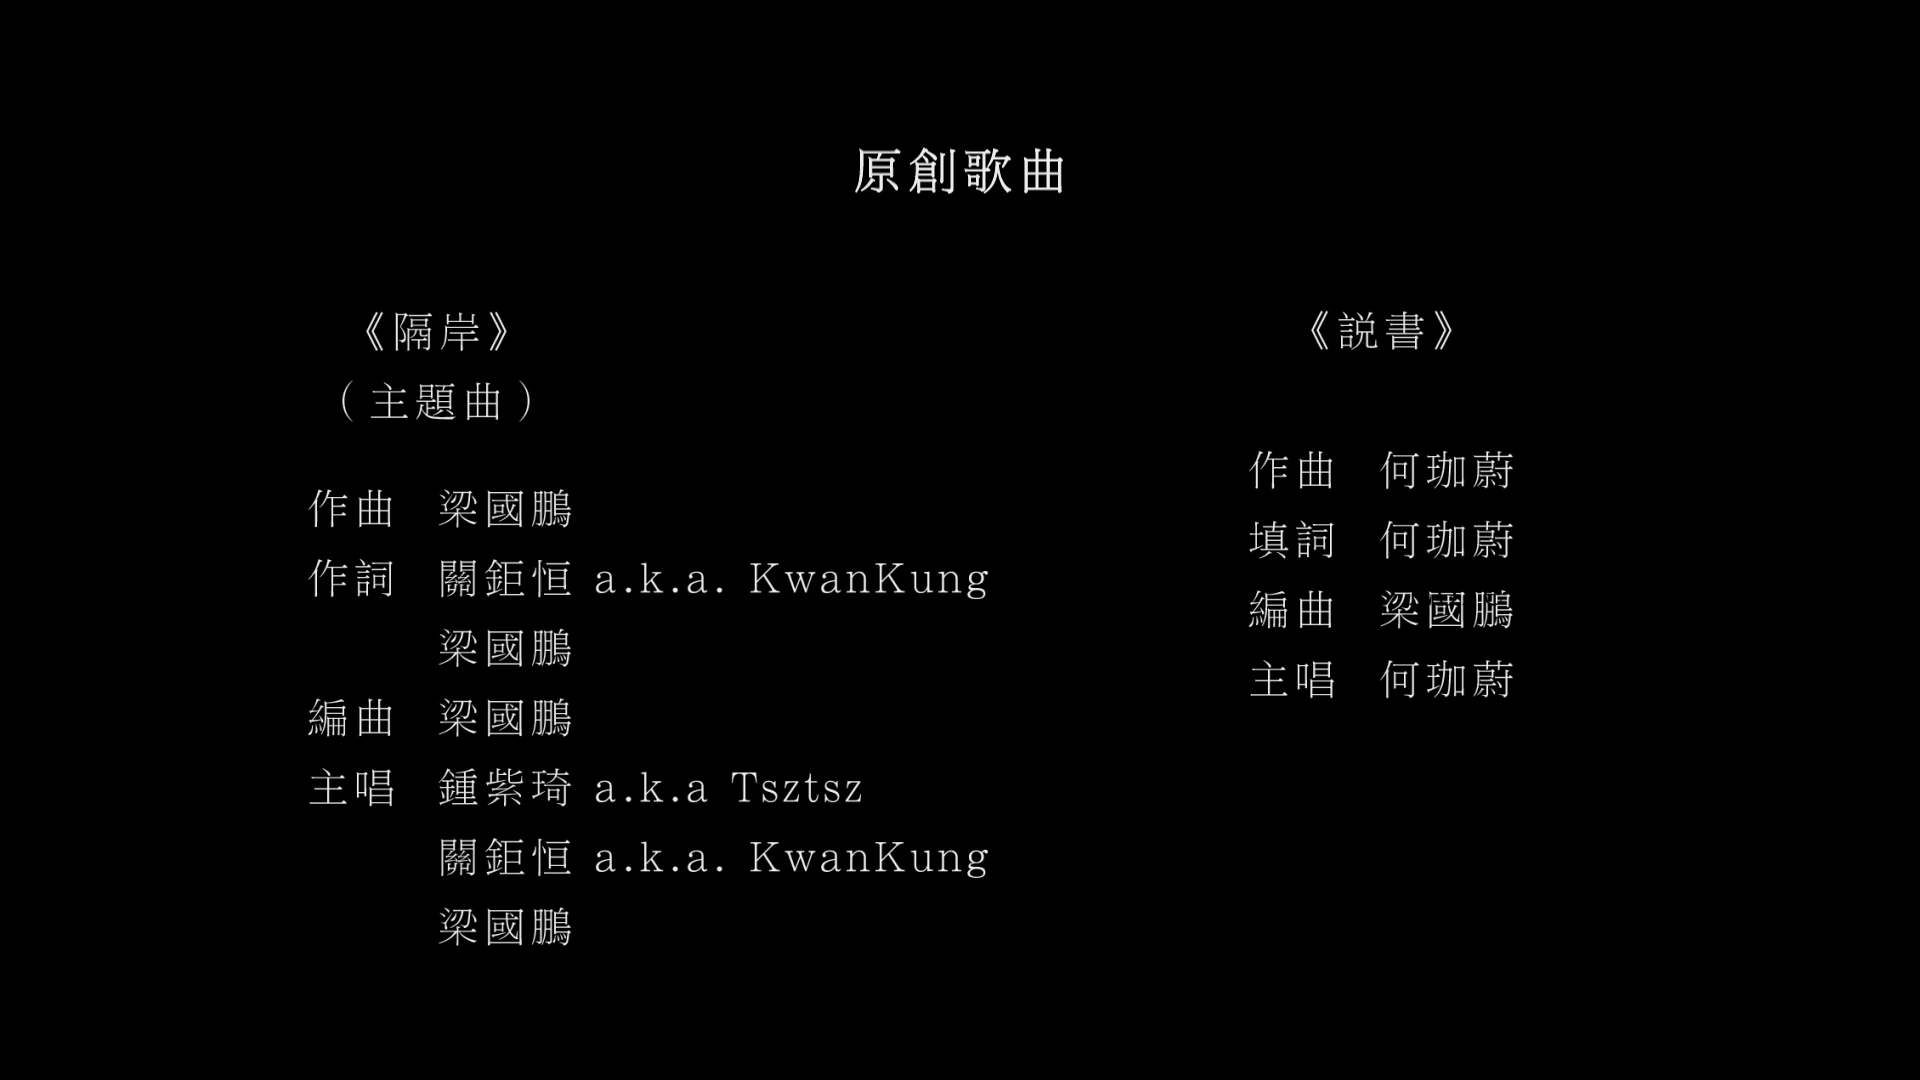 原創歌曲
《隔岸》
（主題曲）
作曲 梁國鵬
作詞 關鉅恒 a.k.a. KwanKung
梁國鵬
編曲 梁國鵬
主唱 鍾紫琦 a.k.a Tsztsz
關鉅恒 a.k.a. KwanKung
梁國鵬
《説書》
作曲 何珈蔚
填詞 何珈蔚
編曲 梁國鵬
主唱 何珈蔚